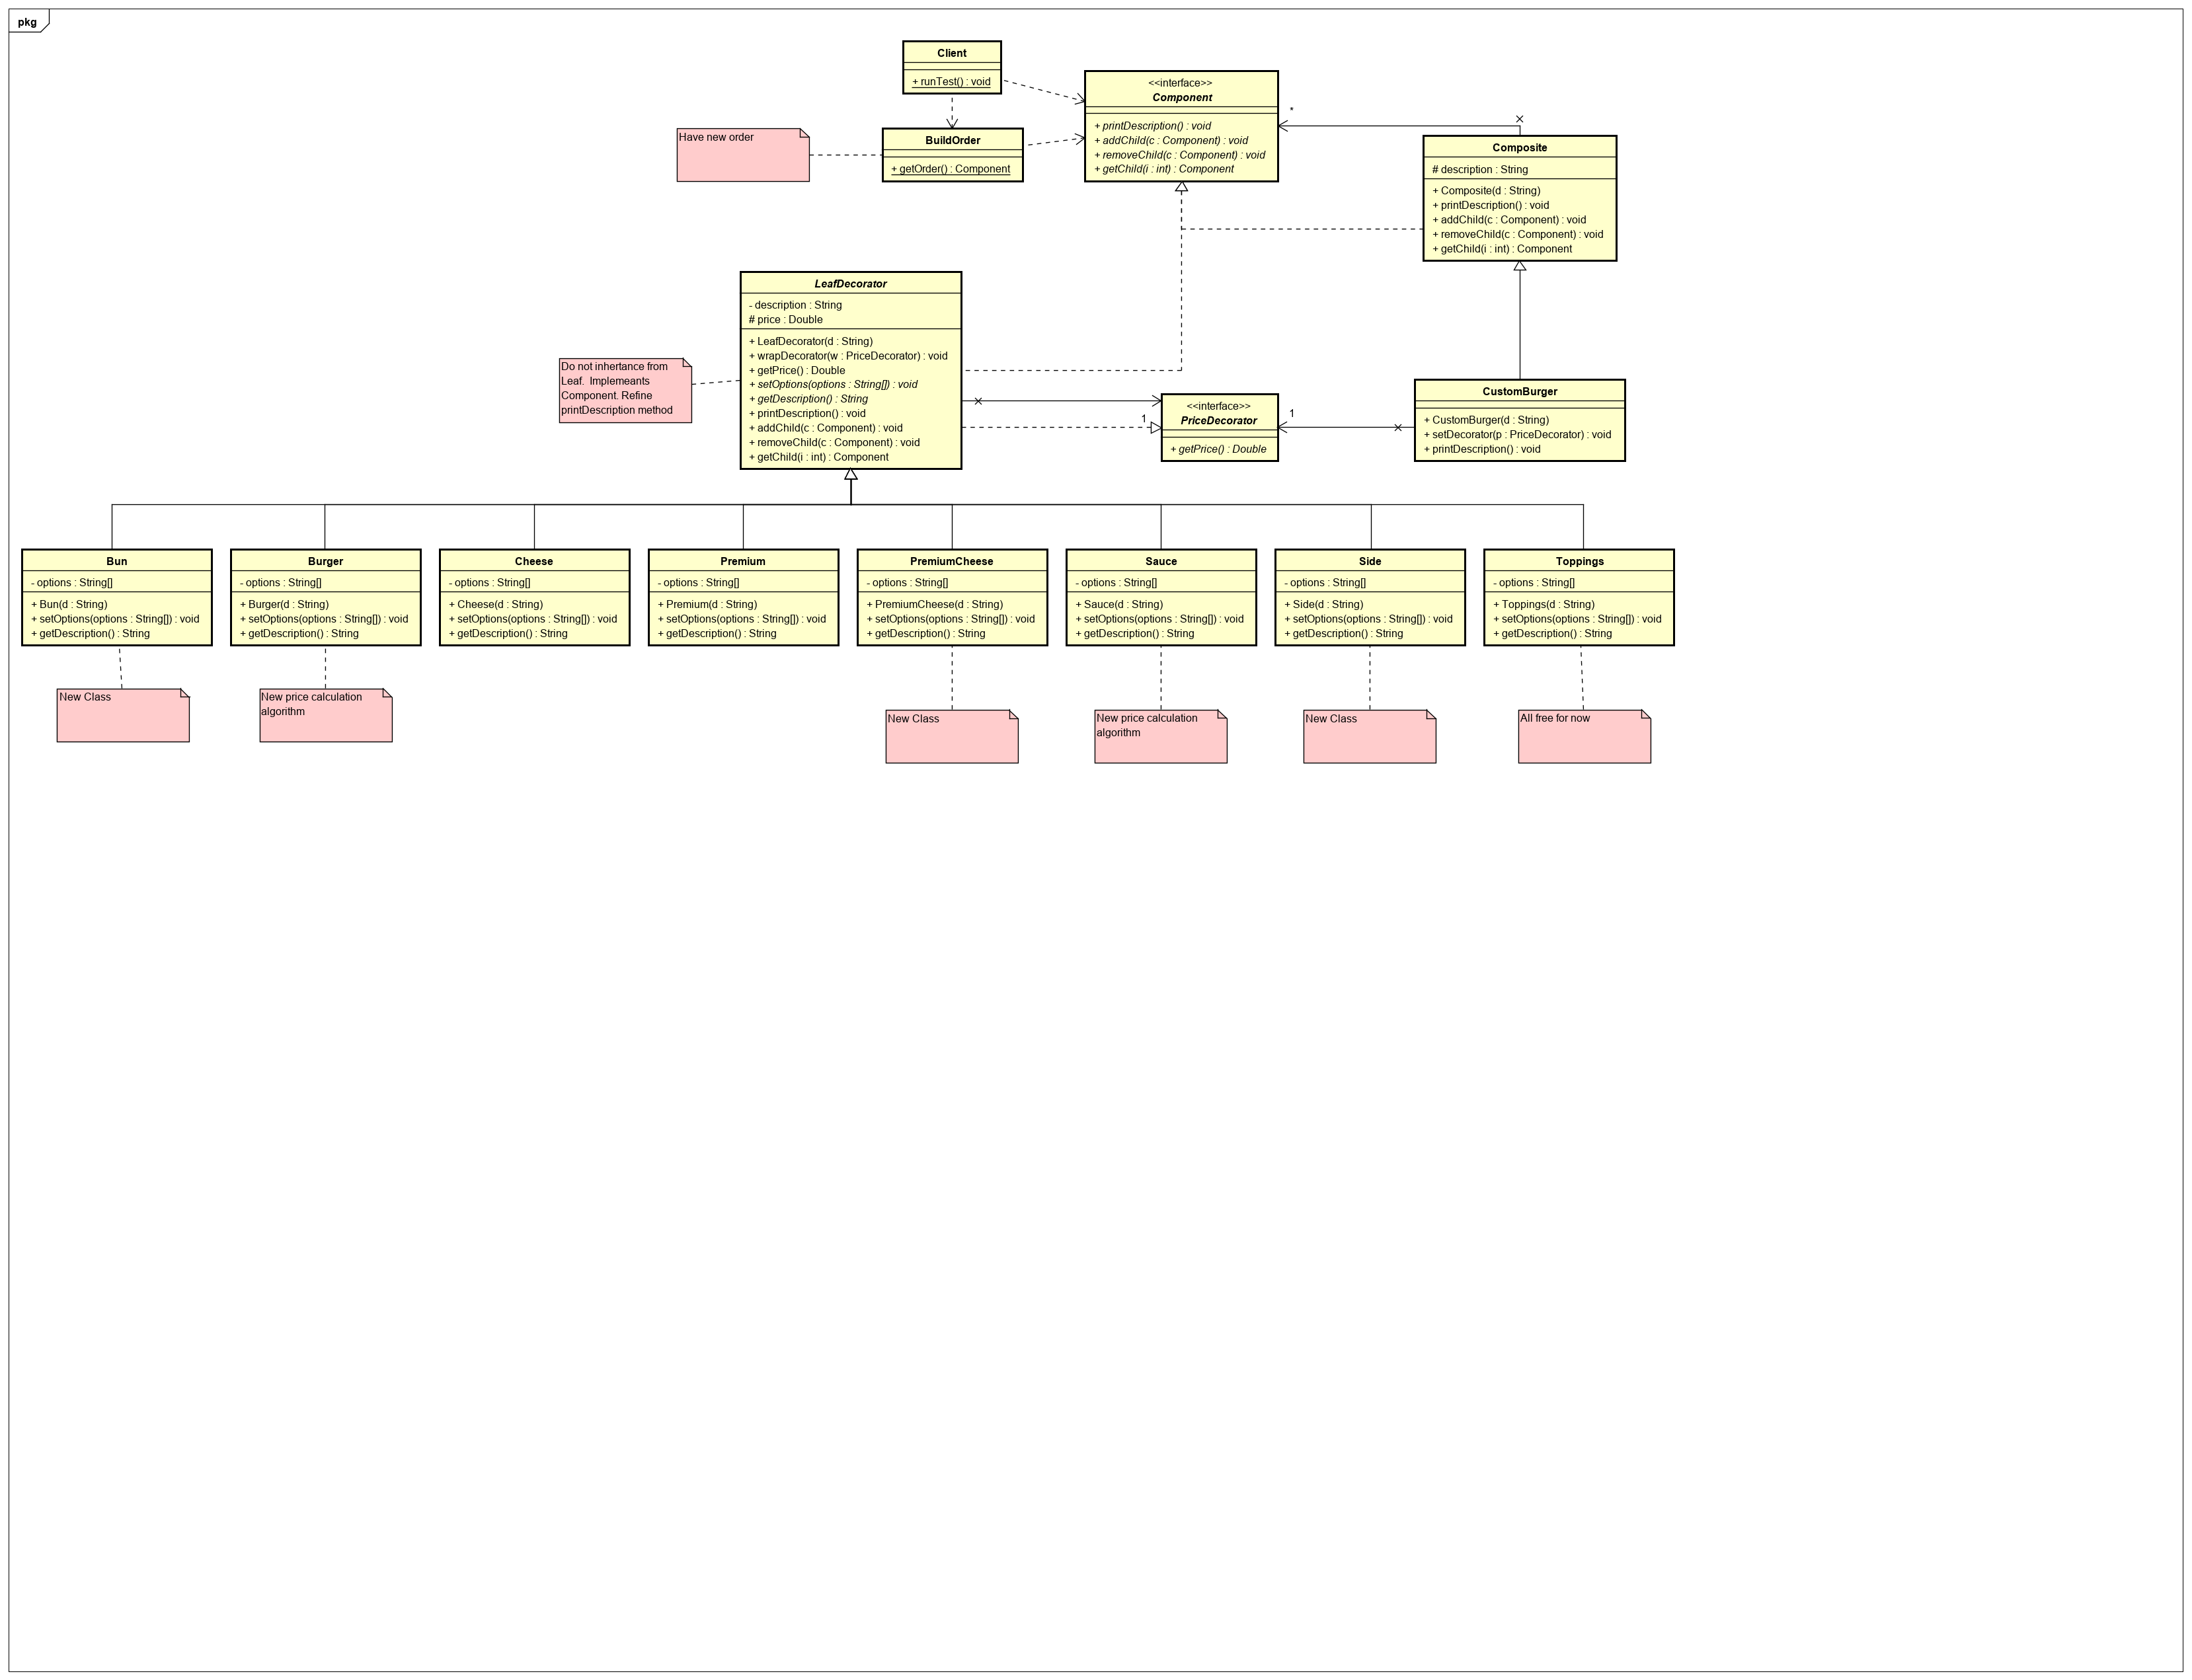 pkg
Client
+ runTest() : void
<<interface>>
Component
+ printDescription() : void
+ addChild(c : Component) : void
+ removeChild(c : Component) : void
+ getChild(i : int) : Component
*
Have new order
BuildOrder
+ getOrder() : Component
Composite
# description : String
+ Composite(d : String)
+ printDescription() : void
+ addChild(c : Component) : void
+ removeChild(c : Component) : void
+ getChild(i : int) : Component
LeafDecorator
- description : String
# price : Double
+ LeafDecorator(d : String)
+ wrapDecorator(w : PriceDecorator) : void
+ getPrice() : Double
+ setOptions(options : String[]) : void
+ getDescription() : String
+ printDescription() : void
+ addChild(c : Component) : void
+ removeChild(c : Component) : void
+ getChild(i : int) : Component
Do not inhertance from
Leaf.  Implemeants
Component. Refine
printDescription method
1
<<interface>>
PriceDecorator
+ getPrice() : Double
1
CustomBurger
+ CustomBurger(d : String)
+ setDecorator(p : PriceDecorator) : void
+ printDescription() : void
Bun
- options : String[]
+ Bun(d : String)
+ setOptions(options : String[]) : void
+ getDescription() : String
Burger
- options : String[]
+ Burger(d : String)
+ setOptions(options : String[]) : void
+ getDescription() : String
Cheese
- options : String[]
+ Cheese(d : String)
+ setOptions(options : String[]) : void
+ getDescription() : String
Premium
- options : String[]
+ Premium(d : String)
+ setOptions(options : String[]) : void
+ getDescription() : String
PremiumCheese
- options : String[]
+ PremiumCheese(d : String)
+ setOptions(options : String[]) : void
+ getDescription() : String
Sauce
- options : String[]
+ Sauce(d : String)
+ setOptions(options : String[]) : void
+ getDescription() : String
Side
- options : String[]
+ Side(d : String)
+ setOptions(options : String[]) : void
+ getDescription() : String
Toppings
- options : String[]
+ Toppings(d : String)
+ setOptions(options : String[]) : void
+ getDescription() : String
New Class
New price calculation
algorithm
New Class
New price calculation
algorithm
New Class
All free for now